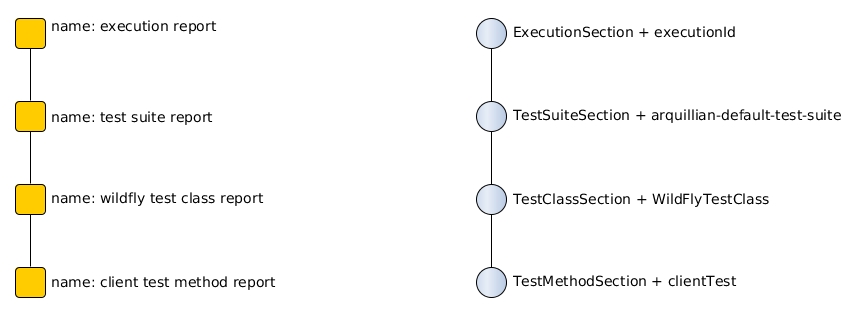 name: execution report
ExecutionSection + executionId
name: test suite report
TestSuiteSection + arquillian-default-test-suite
name: wildfly test class report
TestClassSection + WildFlyTestClass
name: client test method report
TestMethodSection + clientTest